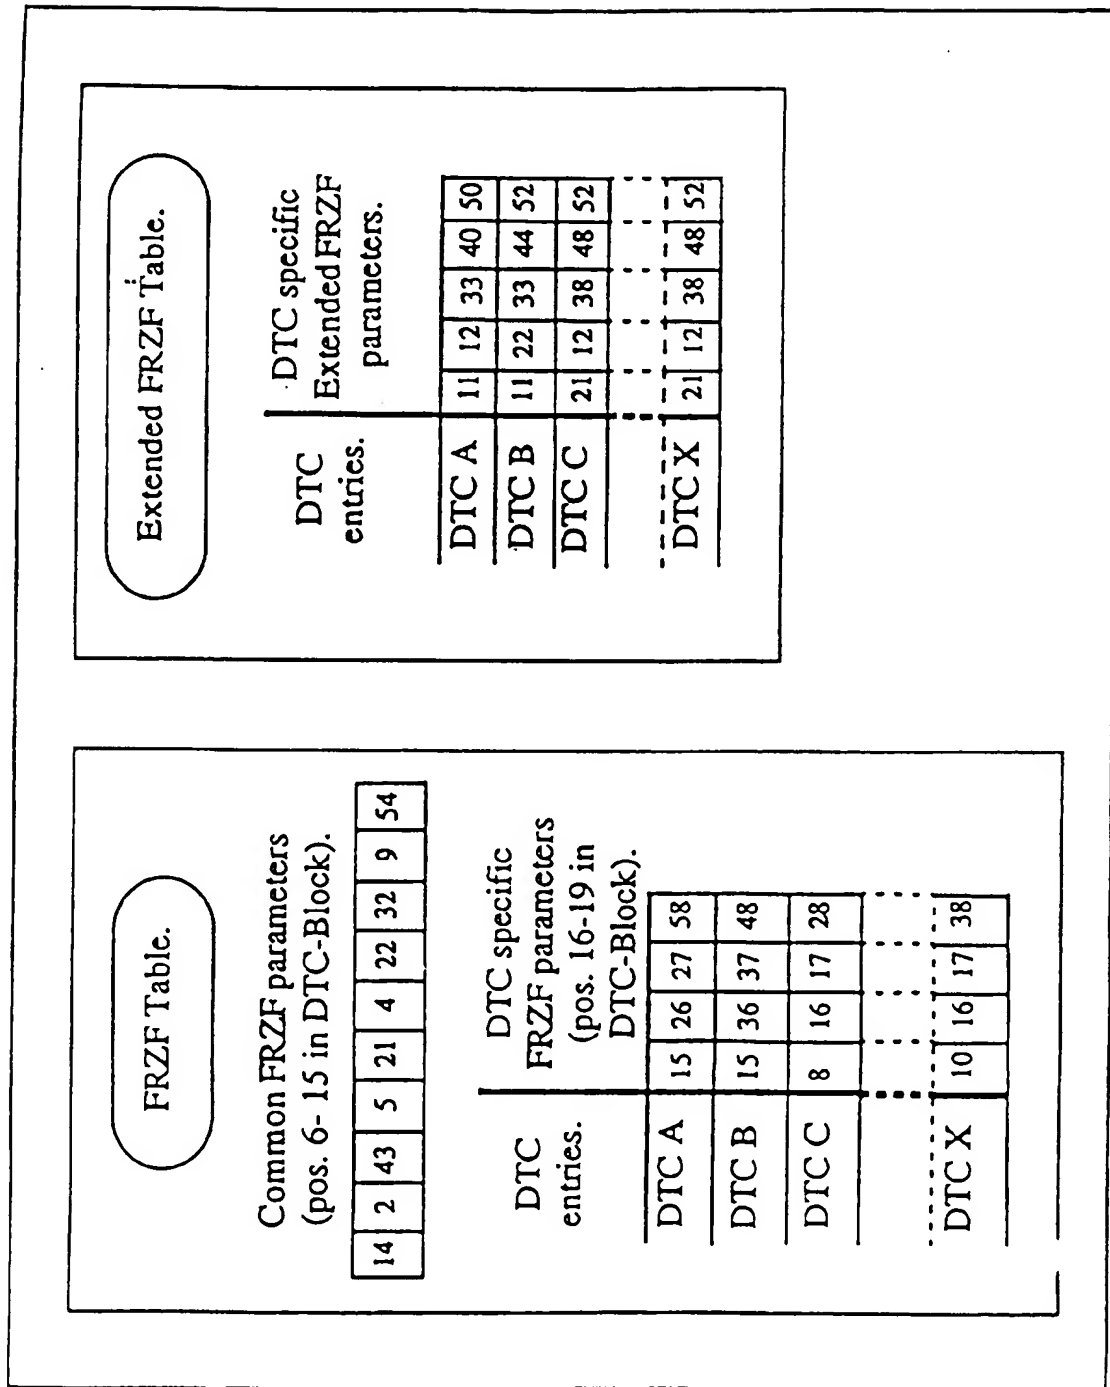 FRZF Table.
Common FRZF parameters
(pos. 6- 15 in DTC-Block).
14 2 43 5 21 4 22 32 9 54
DTC
entries.
DTC specific
FRZF parameters
(pos. 16-19 in
DTC-Block).
DTC A 15 26 27 58
DTC B 15 36 37 48
DTC C 8 16 17 28
DTC X 10 16 17 38
Extended FRZF Table.
DTC
entries.
DTC specific
Extended FRZF
parameters.
DTC A 11 12 33 40 50
DTC B 11 22 33 44 52
DTC C 21 12 38 48 52
DTC X 21 12 38 48 52